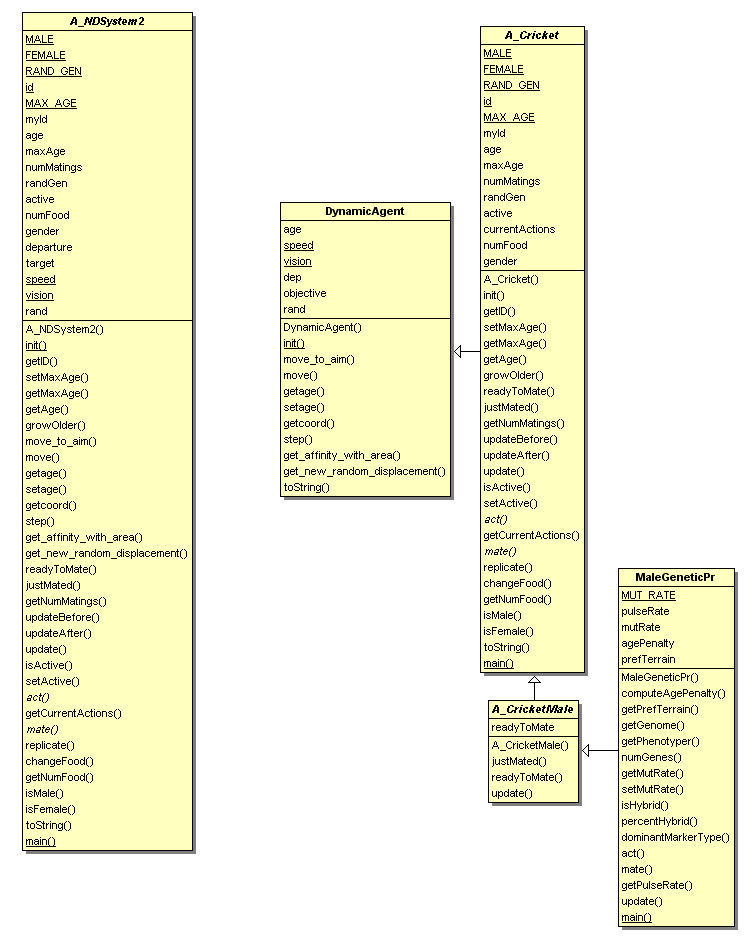 A_NDSystem2
MALE
FEMALE
RAND_GEN
id
MAX_AGE
myId
age
maxAge
numMatings
randGen
active
numFood
gender
departure
target
speed
vision
rand
A_NDSystem2()
init()
getID()
setMaxAge()
getMaxAge()
getAge()
growOlder()
move_to_aim()
move()
getage()
setage()
getcoord()
step()
get_affinity_with_area()
get_new_random_displacement()
readyToMate()
justMated()
getNumMatings()
updateBefore()
updateAfter()
update()
isActive()
setActive()
act()
getCurrentActions()
mate()
replicate()
changeFood()
getNumFood()
isMale()
isFemale()
toString()
main()
DynamicAgent
age
speed
vision
dep
objective
rand
DynamicAgent()
init()
move_to_aim()
move()
getage()
setage()
getcoord()
step()
get_affinity_with_area()
get_new_random_displacement()
toString()
A_Cricket
MALE
FEMALE
RAND_GEN
id
MAX_AGE
myId
age
maxAge
numMatings
randGen
active
currentActions
numFood
gender
A_Cricket()
init()
getID()
setMaxAge()
getMaxAge()
getAge()
growOlder()
readyToMate()
justMated()
getNumMatings()
updateBefore()
updateAfter()
update()
isActive()
setActive()
act()
getCurrentActions()
mate()
replicate()
changeFood()
getNumFood()
isMale()
isFemale()
toString()
main()
A_CricketMale
readyToMate
A_CricketMale()
justMated()
readyToMate()
update()
MaleGeneticPr
MUT_RATE
pulseRate
mutRate
agePenalty
prefTerrain
MaleGeneticPr()
computeAgePenalty()
getPrefTerrain()
getGenome()
getPhenotyper()
numGenes()
getMutRate()
setMutRate()
isHybrid()
percentHybrid()
dominantMarkerType()
act()
mate()
getPulseRate()
update()
main()